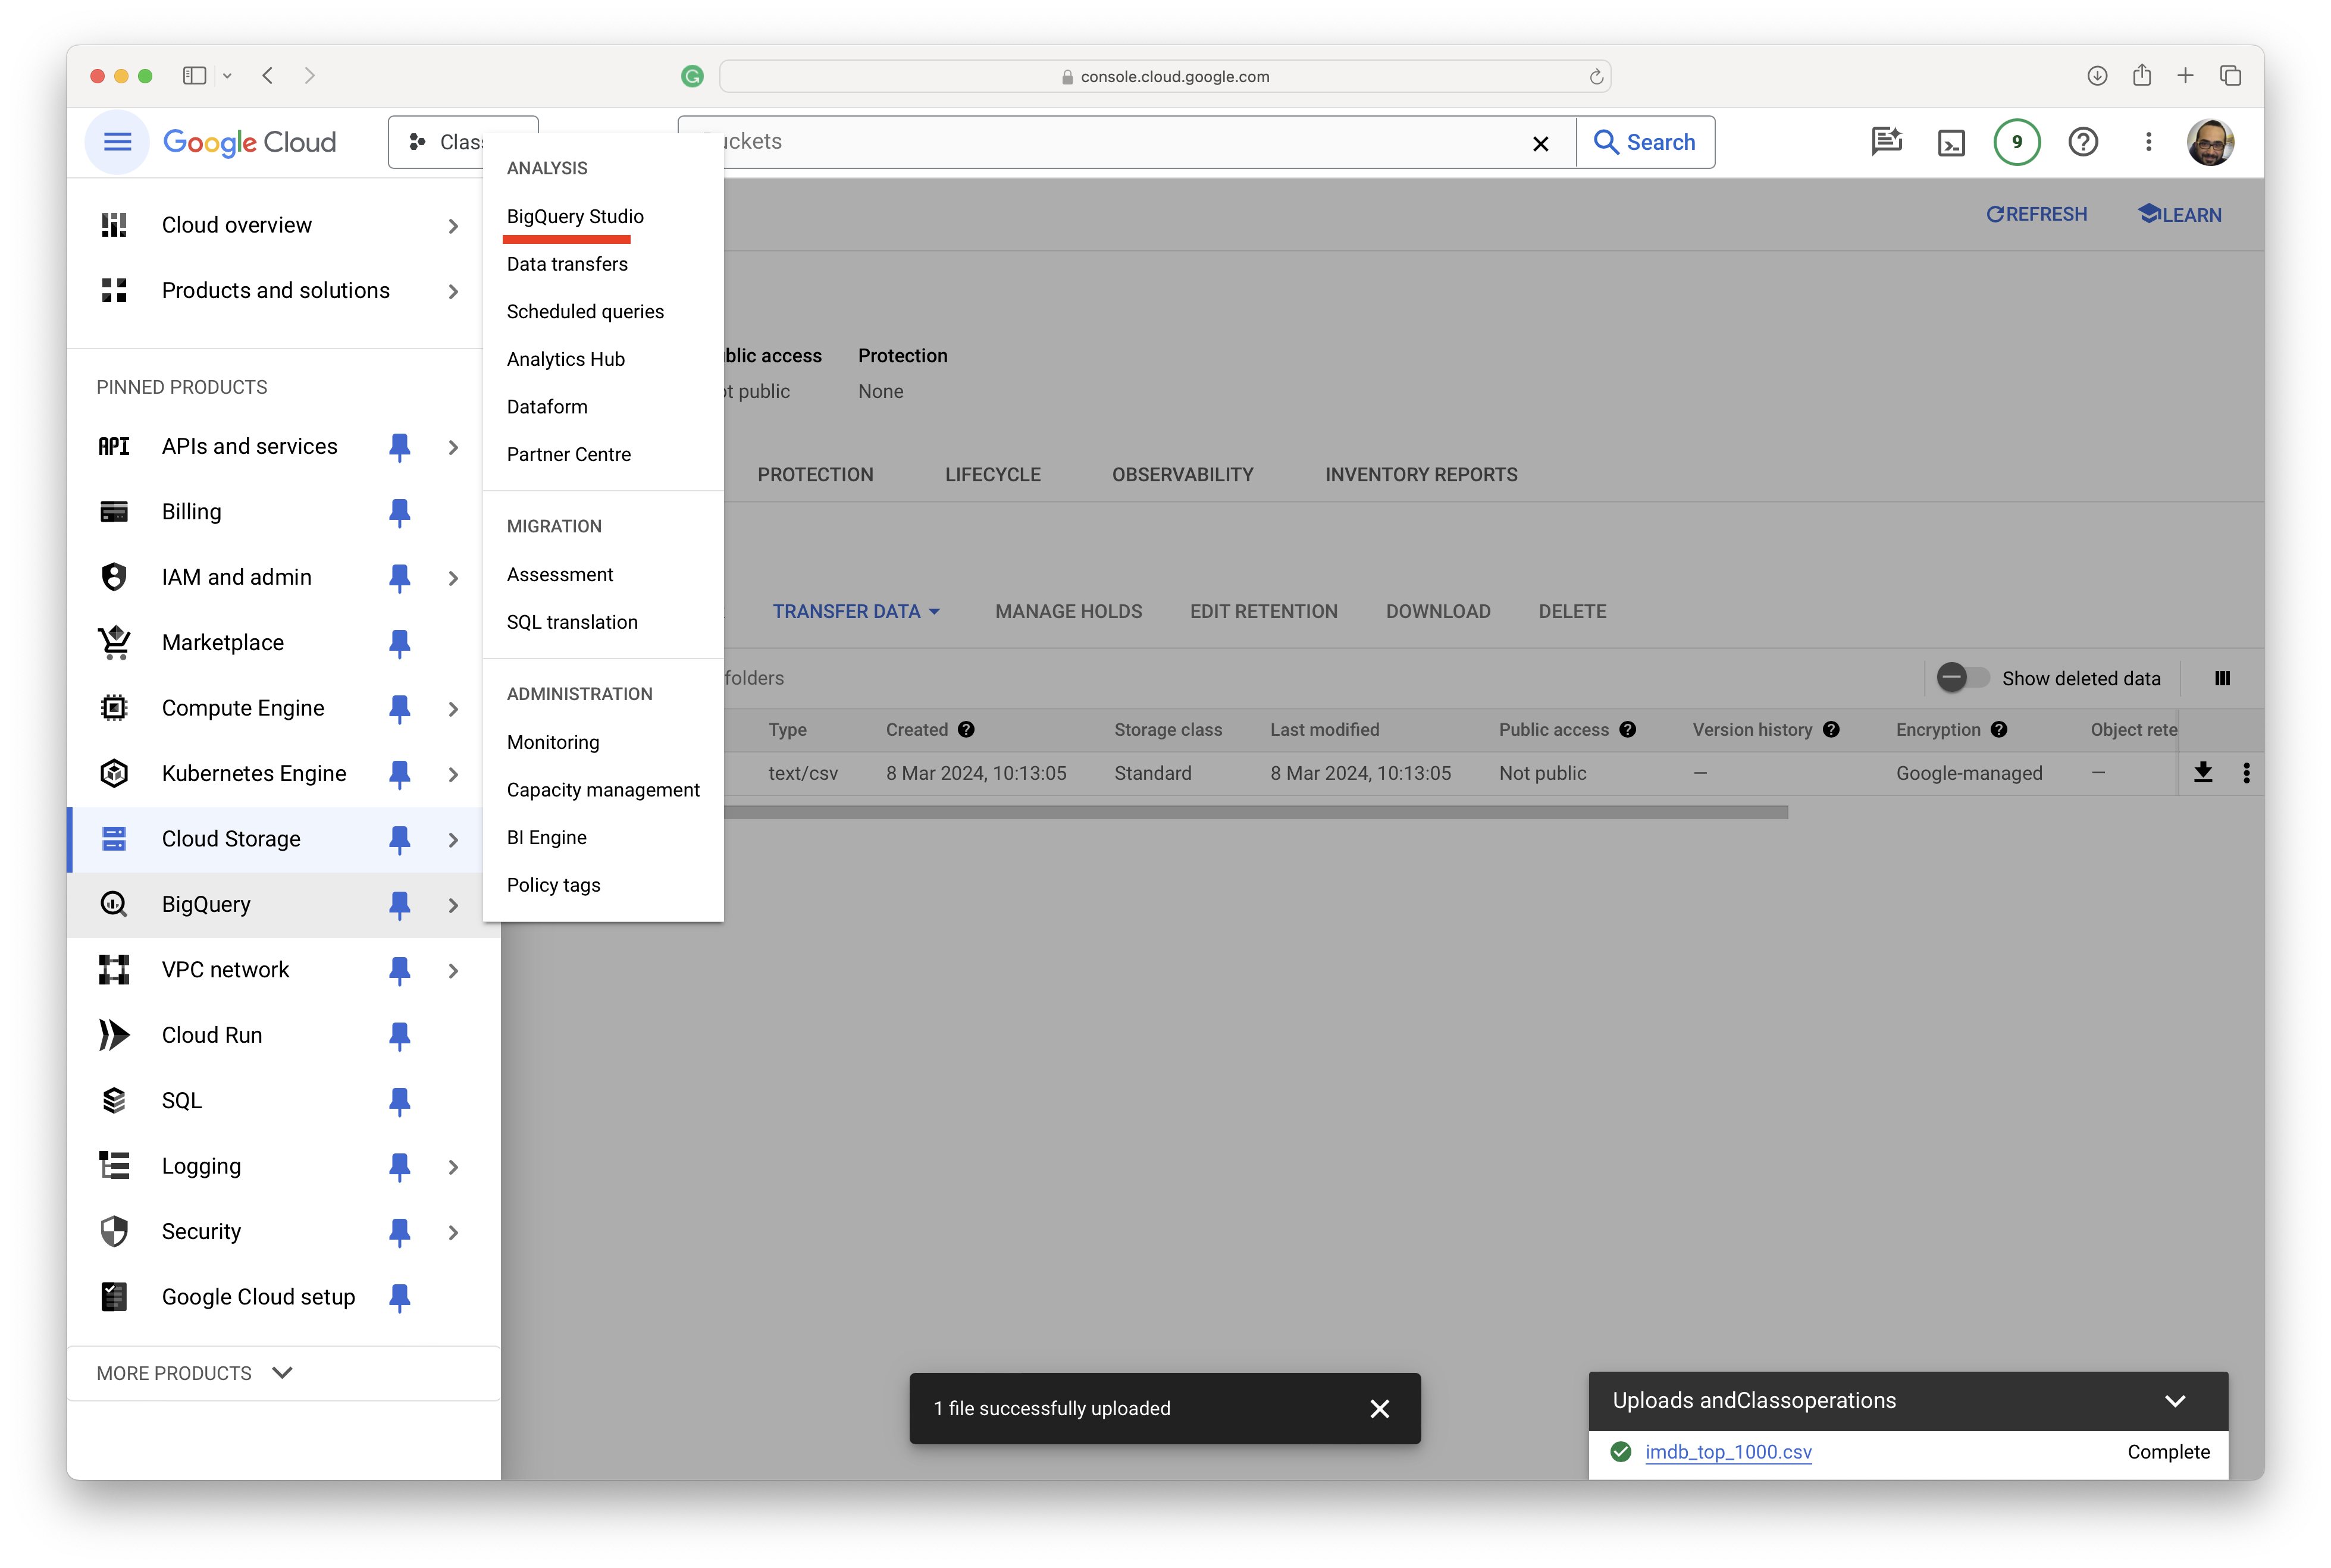 console.cloud.google.com
Google Cloud
Clas
uckets
Search
9
Cloud overview
Products and solutions
PINNED PRODUCTS
API APIs and services
Billing
IAM and admin
Marketplace
Compute Engine
Kubernetes Engine
Cloud Storage
BigQuery
VPC network
Cloud Run
SQL
Logging
Security
Google Cloud setup
MORE PRODUCTS
ANALYSIS
BigQuery Studio
Data transfers
Scheduled queries
Analytics Hub
Dataform
Partner Centre
MIGRATION
Assessment
SQL translation
ADMINISTRATION
Monitoring
Capacity management
BI Engine
Policy tags
REFRESH LEARN
blic access Protection
t public None
PROTECTION LIFECYCLE OBSERVABILITY INVENTORY REPORTS
TRANSFER DATA MANAGE HOLDS EDIT RETENTION DOWNLOAD DELETE
folders Show deleted data
Type Created Storage class Last modified Public access Version history Encryption Object rete
text/csv 8 Mar 2024, 10:13:05 Standard 8 Mar 2024, 10:13:05 Not public — Google-managed —
1 file successfully uploaded
Uploads andClassoperations
imdb_top_1000.csv Complete